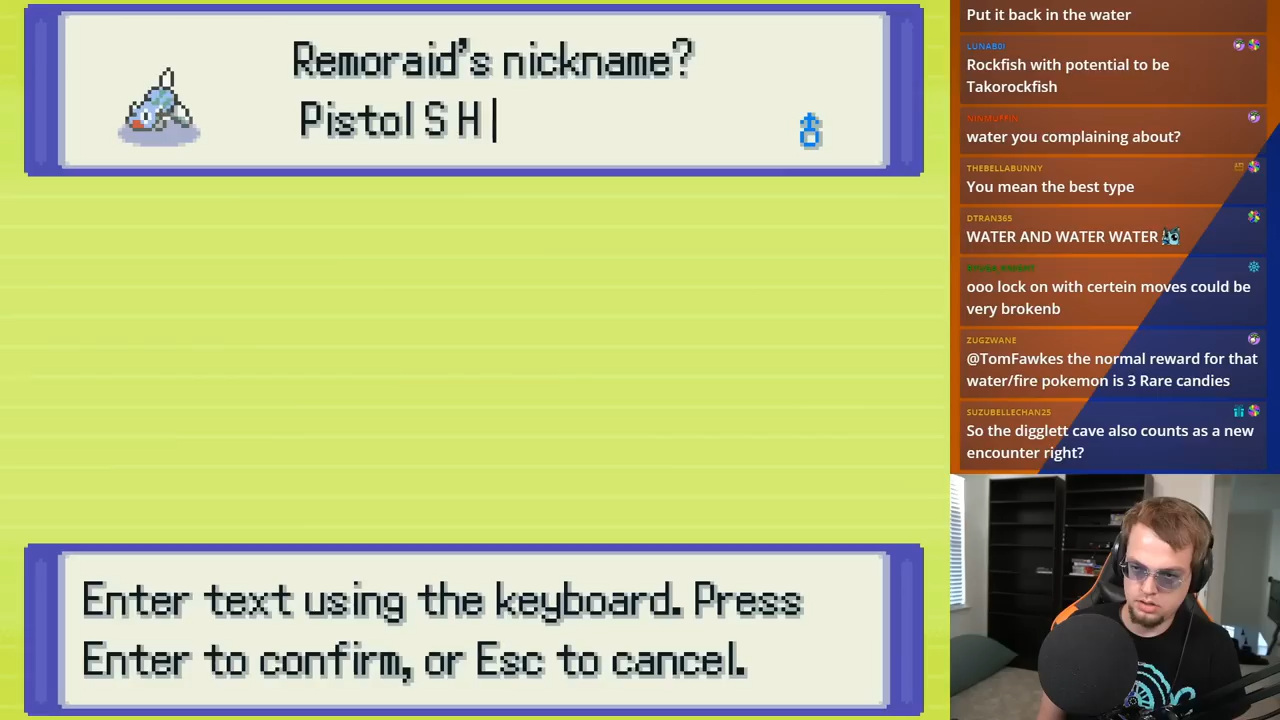 Remoraid's nickname?
Pistol S H
Enter text using the keyboard. Press
Enter to confirm, or Esc to cancel.
Put it back in the water
LUNAB0I
Rockfish with potential to be
Takorockfish
NINMUFFIN
water you complaining about?
THEBELLABUNNY
You mean the best type
DTRAN365
WATER AND WATER WATER
ooo lock on with certein moves could be
very brokenb
ZUGZWANE
@TomFawkes the normal reward for that
water/fire pokemon is 3 Rare candies
SUZUBELLECHAN25
So the digglett cave also counts as a new
encounter right?